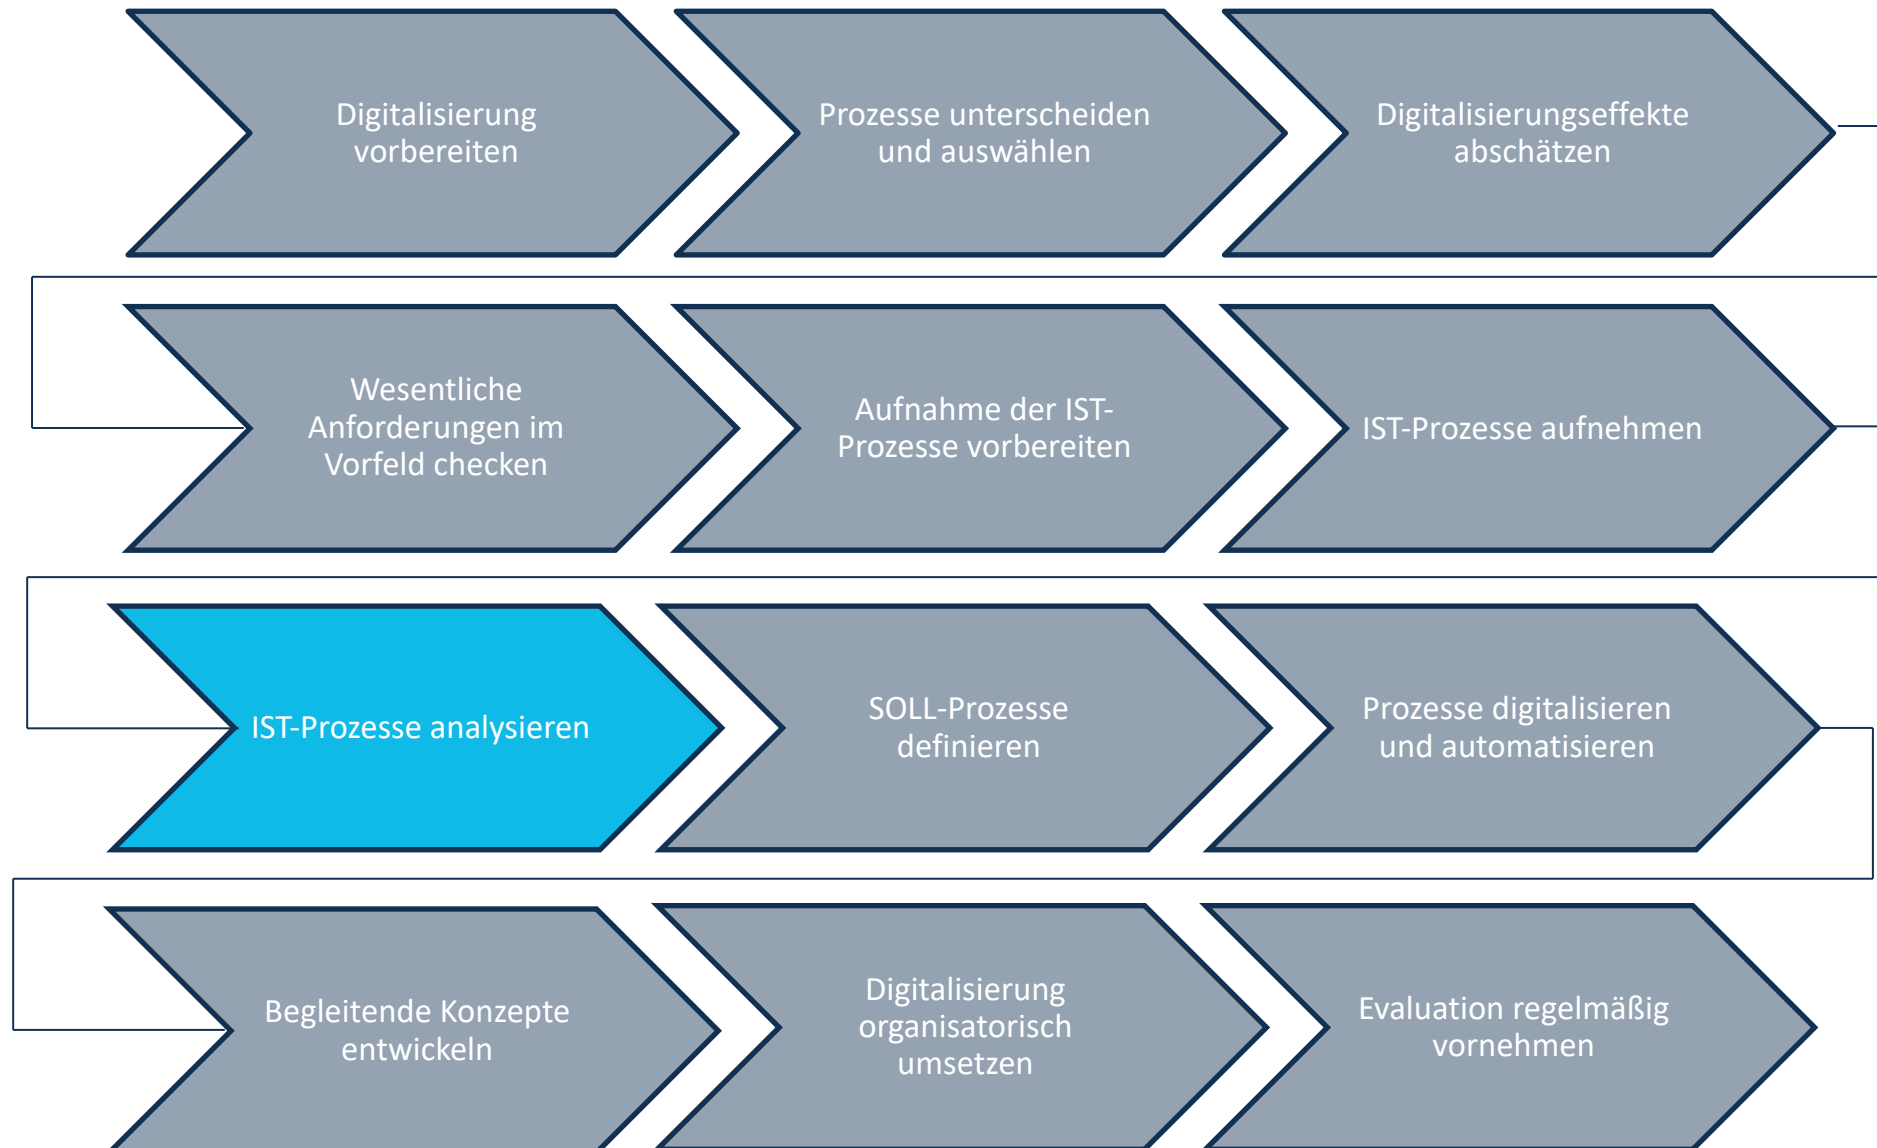 Digitalisierung
vorbereiten
Prozesse unterscheiden
und auswählen
Digitalisierungseffekte
abschätzen
Wesentliche
Anforderungen im
Vorfeld checken
Aufnahme der IST-
Prozesse vorbereiten
IST-Prozesse aufnehmen
IST-Prozesse analysieren
SOLL-Prozesse
definieren
Prozesse digitalisieren
und automatisieren
Begleitende Konzepte
entwickeln
Digitalisierung
organisatorisch
umsetzen
Evaluation regelmäßig
vornehmen